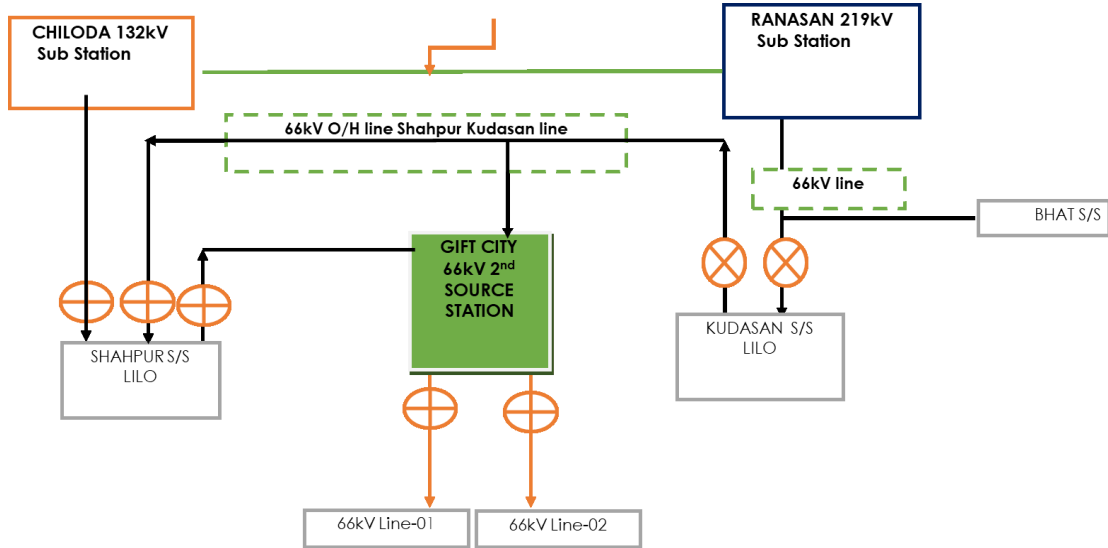 CHILODA 132kV
Sub Station
RANASAN 219kV
Sub Station
66kV O/H line Shahpur Kudasan line
66kV line
BHAT S/S
GIFT CITY
66kV 2nd
SOURCE
STATION
SHAHPUR S/S
LILO
KUDASAN S/S
LILO
66kV Line-01
66kV Line-02